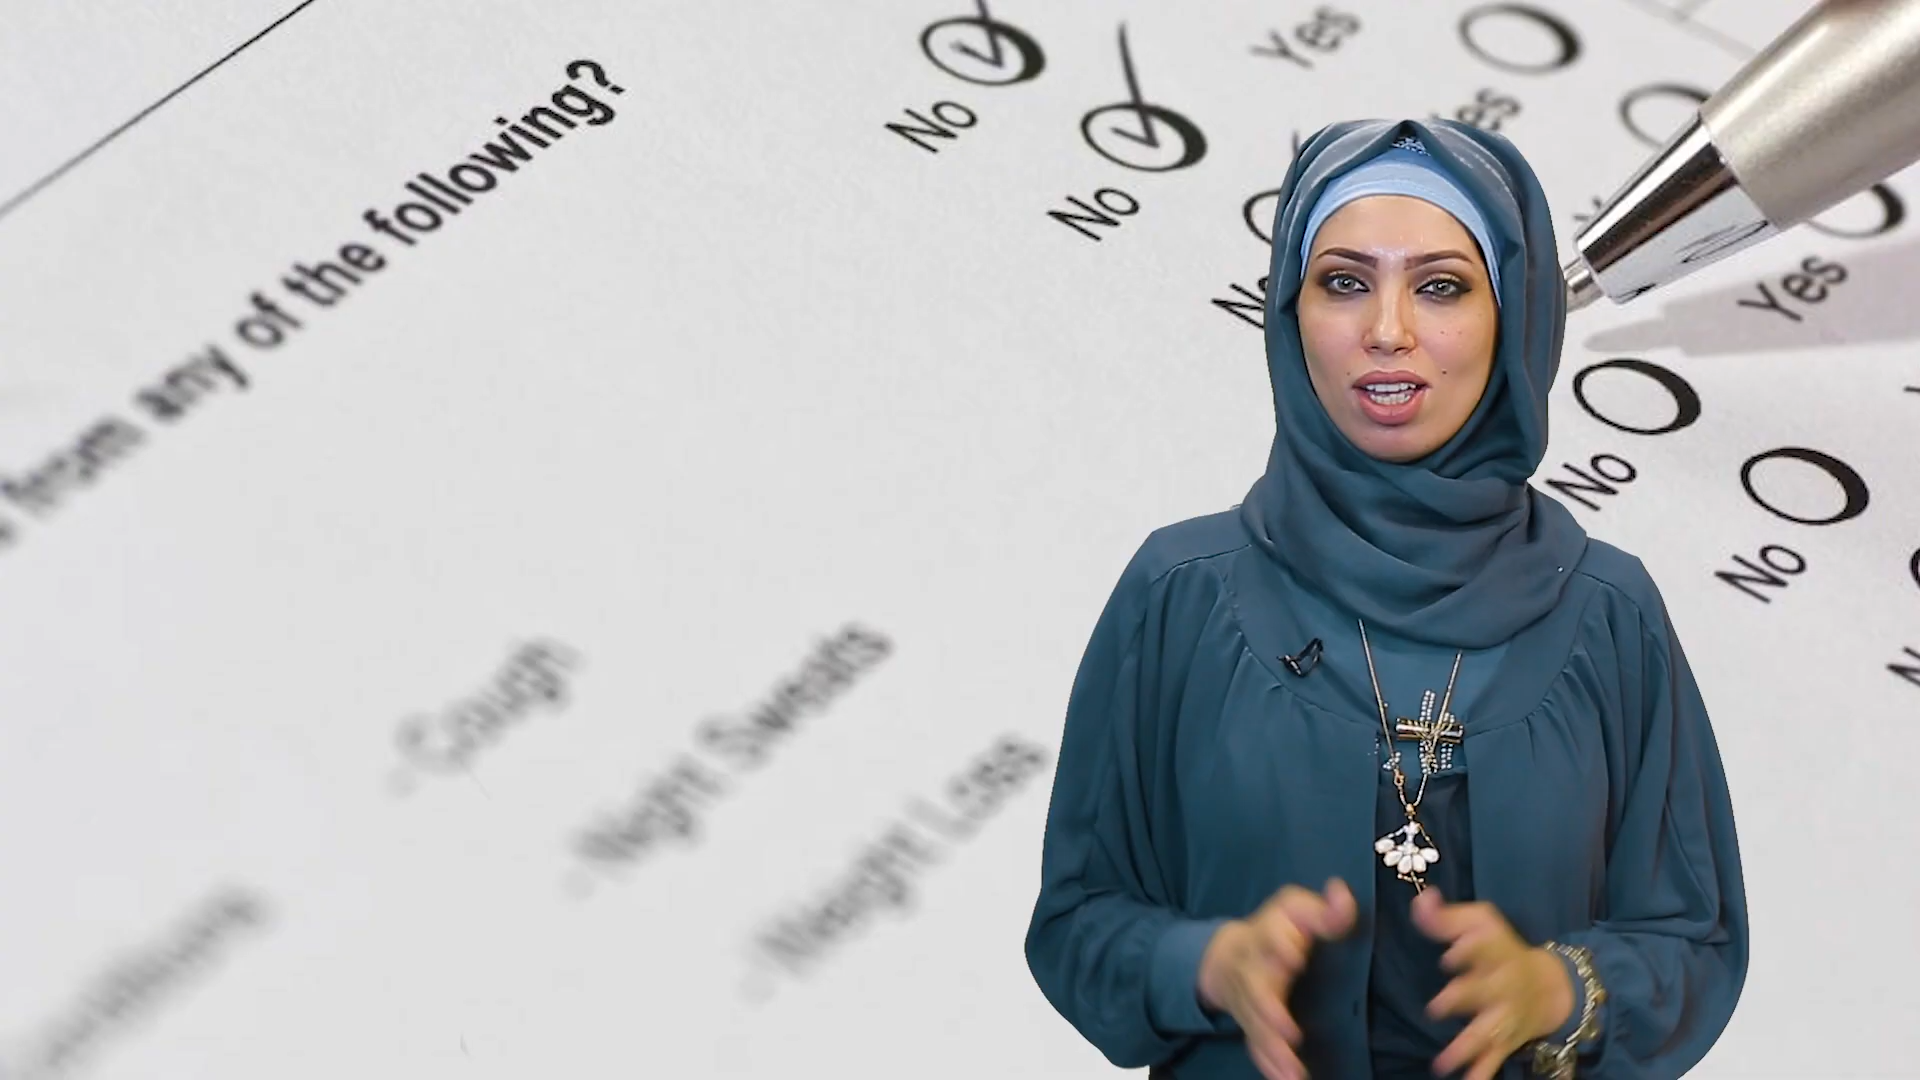 from any of the following?
Cough
Night Sweats
Weight Loss
No
No
No
No
No
Yes
Yes
Yes